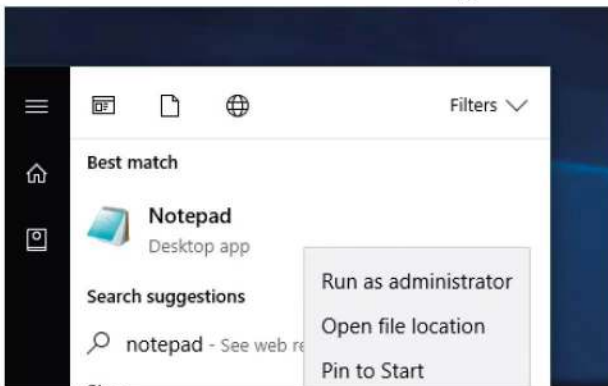 Filters
Best match
Notepad
Desktop app
Run as administrator
Search suggestions
Open file location
notepad - See web re
Pin to Start